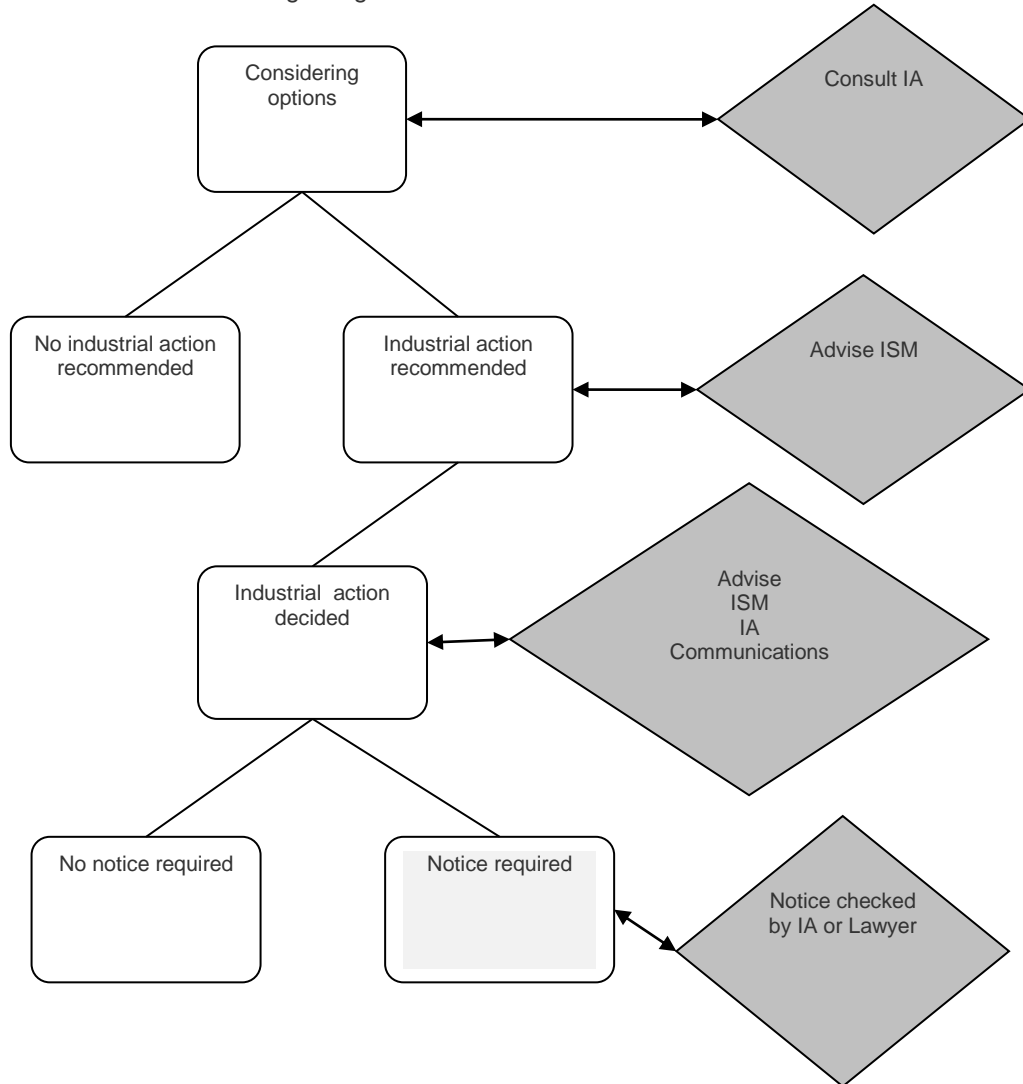 Considering
options
Consult IA
No industrial action
recommended
Industrial action
recommended
Advise ISM
Industrial  action
decided
Advise
ISM
IA
Communications
No notice required
Notice required
Notice checked
by IA or Lawyer